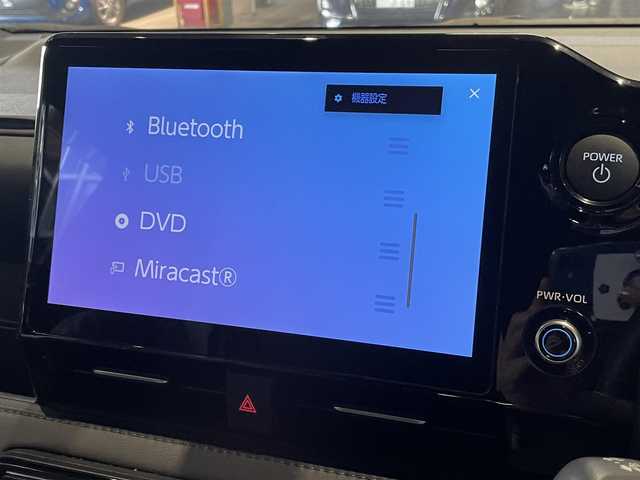 機器設定
Bluetooth
USB
DVD
Miracast®
POWER
PWR·VOL